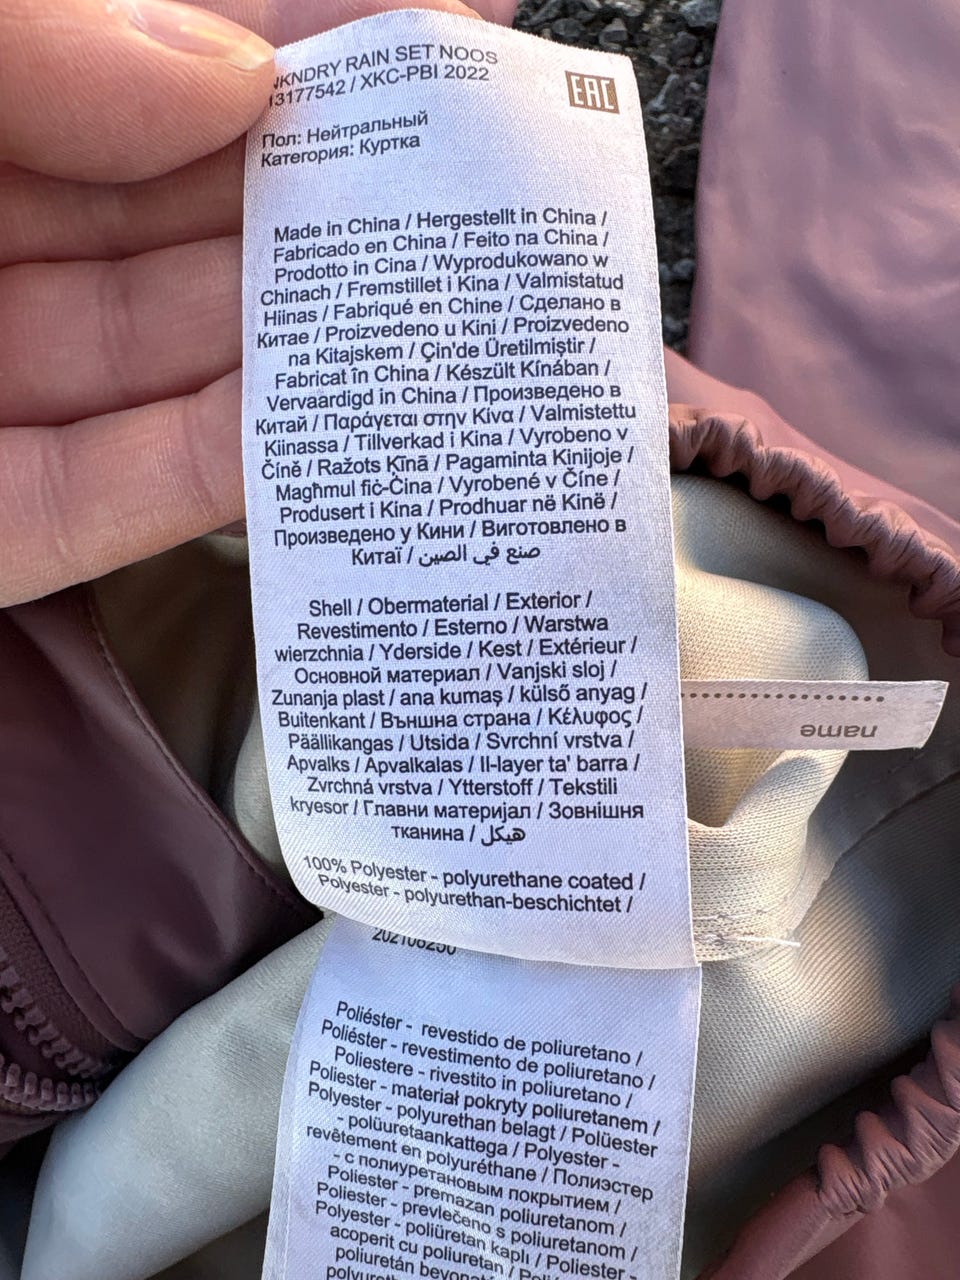 NKNDRY RAIN SET NOOS
13177542 / XKC-PBI 2022
EAC
Пол: Нейтральный
Категория: Куртка
Made in China / Hergestellt in China /
Fabricado en China / Feito na China /
Prodotto in Cina / Wyprodukowano w
Chinach / Fremstillet i Kina / Valmistatud
Hiinas / Fabriqué en Chine / Сделано в
Китае / Proizvedeno u Kini / Proizvedeno
na Kitajskem / Çin'de Üretilmiştir /
Fabricat în China / Készült Kínában /
Vervaardigd in China / Произведено в
Китай / Παράγεται στην Κίνα / Valmistettu
Kiinassa / Tillverkad i Kina / Vyrobeno v
Číně / Ražots Ķīnā / Pagaminta Kinijoje /
Magħmul fiċ-Ċina / Vyrobené v Číne /
Produsert i Kina / Prodhuar në Kinë /
Произведено у Кини / Виготовлено в
Китаї / صنع في الصين
Shell / Obermaterial / Exterior /
Revestimento / Esterno / Warstwa
wierzchnia / Yderside / Kest / Extérieur /
Основной материал / Vanjski sloj /
Zunanja plast / ana kumaş / külső anyag /
Buitenkant / Външна страна / Κέλυφος /
Päällikangas / Utsida / Svrchní vrstva /
Apvalks / Apvalkalas / Il-layer ta' barra /
Zvrchná vrstva / Ytterstoff / Tekstili
kryesor / Главни материјал / Зовнішня
тканина / هيكل
100% Polyester - polyurethane coated /
Polyester - polyurethan-beschichtet /
name
202106250
Poliéster - revestido de poliuretano /
Poliéster - revestimento de poliuretano /
Poliestere - rivestito in poliuretano /
Poliester - materiał pokryty poliuretanem /
Polyester - polyurethan belagt / Polüester
- polüuretaankattega / Polyester -
revêtement en polyuréthane / Полиэстер
- с полиуретановым покрытием /
Poliester - premazan poliuretanom /
Poliester - prevlečeno s poliuretanom /
Polyester - poliüretan kaplı / Poliester -
acoperit cu poliuretan /
poliuretán